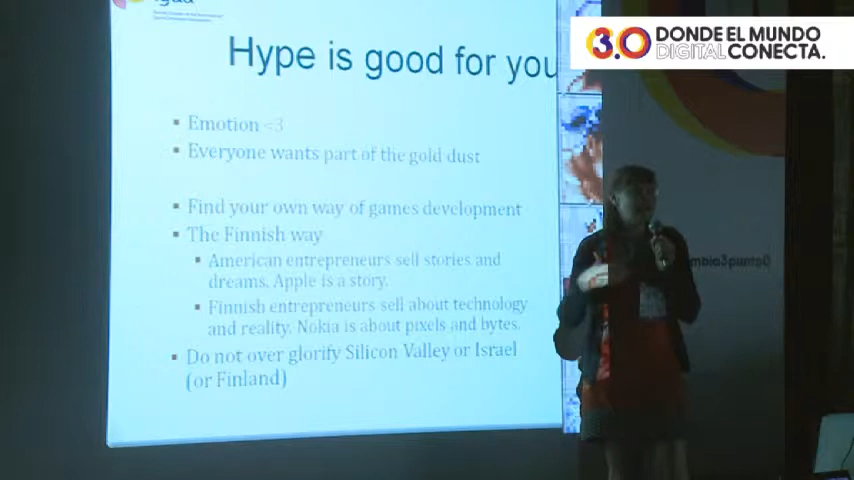 igda
3.0 DONDE EL MUNDO
DIGITAL CONECTA.
Hype is good for you
▪ Emotion <3
▪ Everyone wants part of the gold dust
▪ Find your own way of games development
▪ The Finnish way
▪ American entrepreneurs sell stories and
dreams. Apple is a story.
▪ Finnish entrepreneurs sell about technology
and reality. Nokia is about pixels and bytes.
▪ Do not over glorify Silicon Valley or Israel
(or Finland)
mbia3punto0